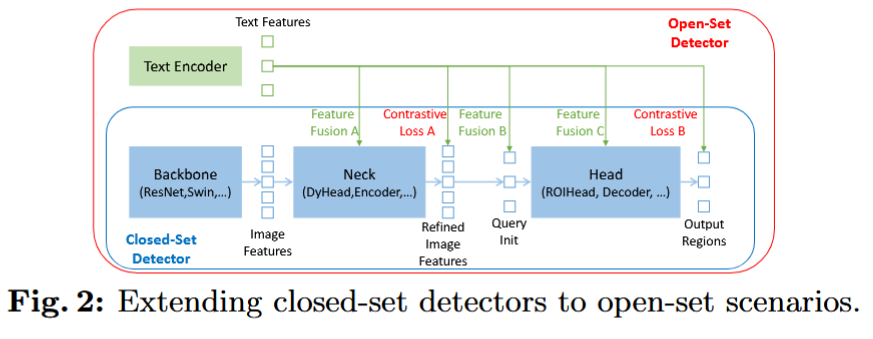 Text Features
Open-Set
Detector
Text Encoder
Feature
Fusion A
Contrastive
Loss A
Feature
Fusion B
Feature
Fusion C
Contrastive
Loss B
Backbone
(ResNet,Swin,...)
Neck
(DyHead,Encoder,...)
Head
(ROIHead, Decoder, ...)
Closed-Set
Detector
Image
Features
Refined
Image
Features
Query
Init
Output
Regions
Fig. 2: Extending closed-set detectors to open-set scenarios.